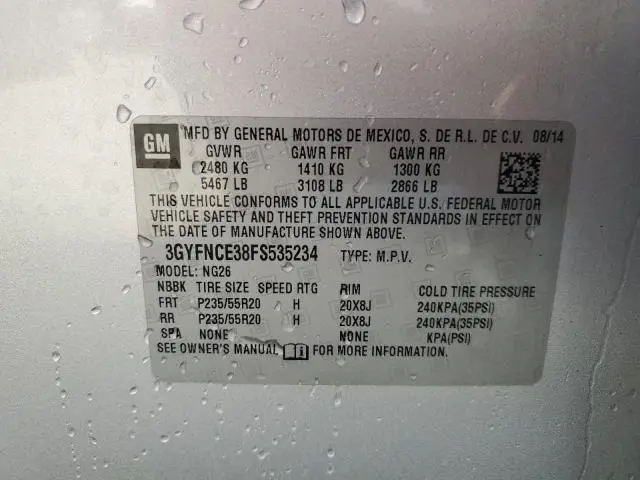 GM MFD BY GENERAL MOTORS DE MEXICO, S. DE R.L. DE C.V. 08/14
GVWR GAWR FRT GAWR RR
2480 KG 1410 KG 1300 KG
5467 LB 3108 LB 2866 LB
THIS VEHICLE CONFORMS TO ALL APPLICABLE U.S. FEDERAL MOTOR
VEHICLE SAFETY AND THEFT PREVENTION STANDARDS IN EFFECT ON
THE DATE OF MANUFACTURE SHOWN ABOVE.
3GYFNCE38FS535234 TYPE: M.P.V.
MODEL: NG26
NBBK TIRE SIZE SPEED RTG RIM COLD TIRE PRESSURE
FRT P235/55R20 H 20X8J 240KPA(35PSI)
RR P235/55R20 H 20X8J 240KPA(35PSI)
SPA NONE NONE KPA(PSI)
SEE OWNER'S MANUAL i FOR MORE INFORMATION.